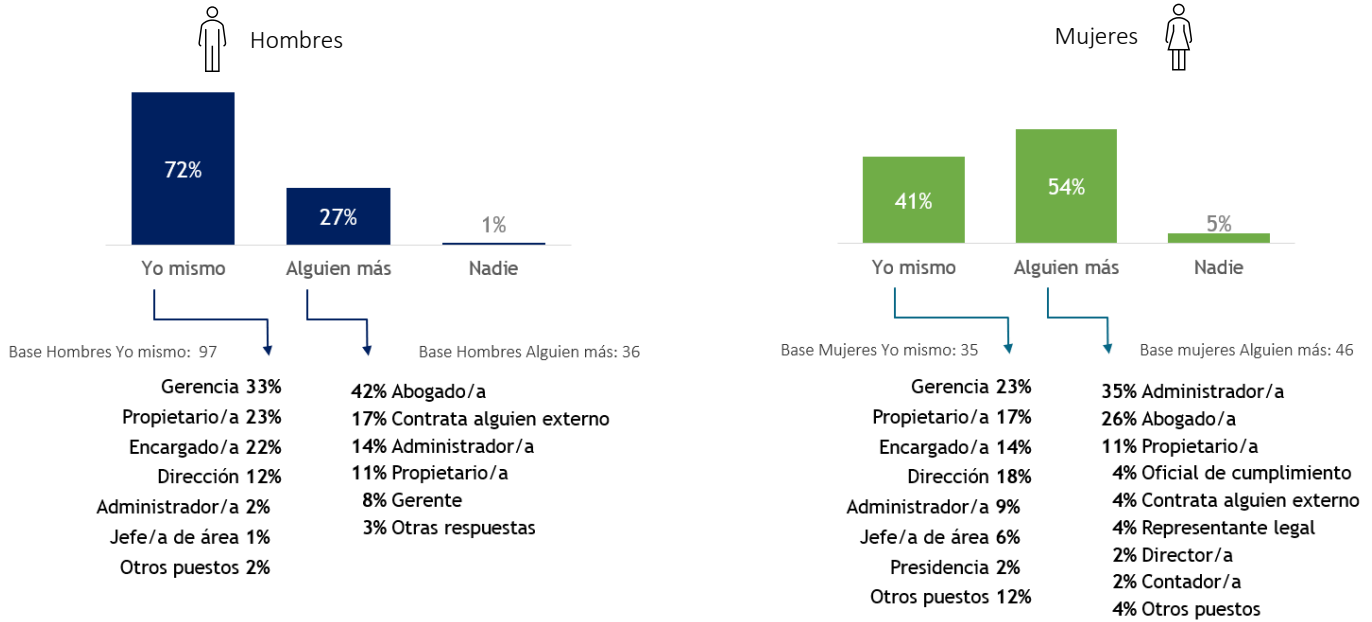 Hombres
72%
27%
1%
Yo mismo
Alguien más
Nadie
Base Hombres Yo mismo: 97
Base Hombres Alguien más: 36
Gerencia 33%
Propietario/a 23%
Encargado/a 22%
Dirección 12%
Administrador/a 2%
Jefe/a de área 1%
Otros puestos 2%
42% Abogado/a
17% Contrata alguien externo
14% Administrador/a
11% Propietario/a
8% Gerente
3% Otras respuestas
Mujeres
41%
54%
5%
Yo mismo
Alguien más
Nadie
Base Mujeres Yo mismo: 35
Base mujeres Alguien más: 46
Gerencia 23%
Propietario/a 17%
Encargado/a 14%
Dirección 18%
Administrador/a 9%
Jefe/a de área 6%
Presidencia 2%
Otros puestos 12%
35% Administrador/a
26% Abogado/a
11% Propietario/a
4% Oficial de cumplimiento
4% Contrata alguien externo
4% Representante legal
2% Director/a
2% Contador/a
4% Otros puestos